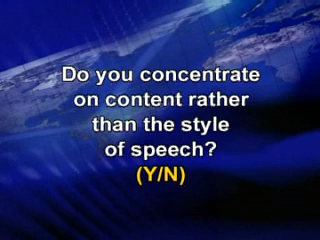 Do you concentrate
on content rather
than the style
of speech?
(Y/N)